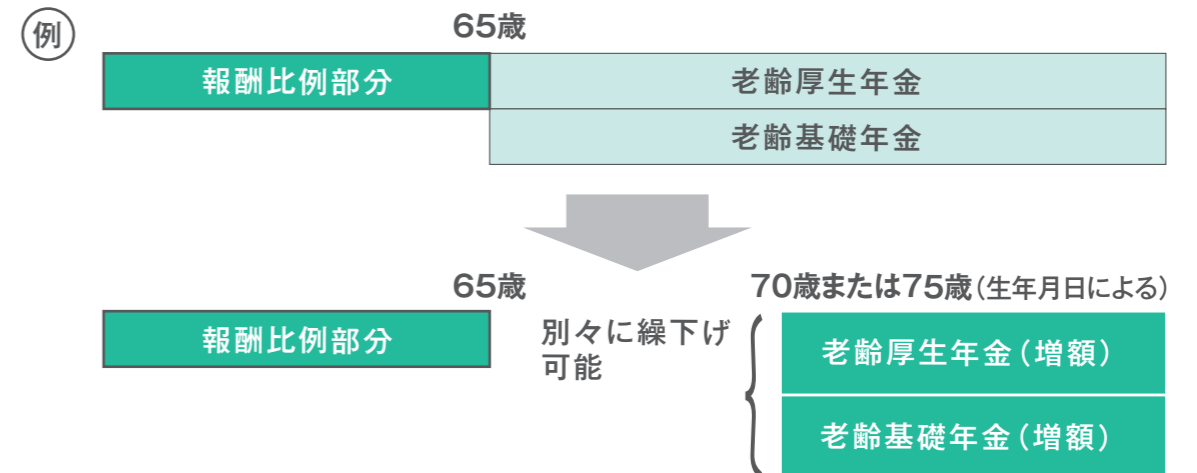 例
65歳
報酬比例部分
老齢厚生年金
老齢基礎年金
65歳
70歳または75歳(生年月日による)
報酬比例部分
別々に繰下げ
可能
老齢厚生年金(増額)
老齢基礎年金(増額)